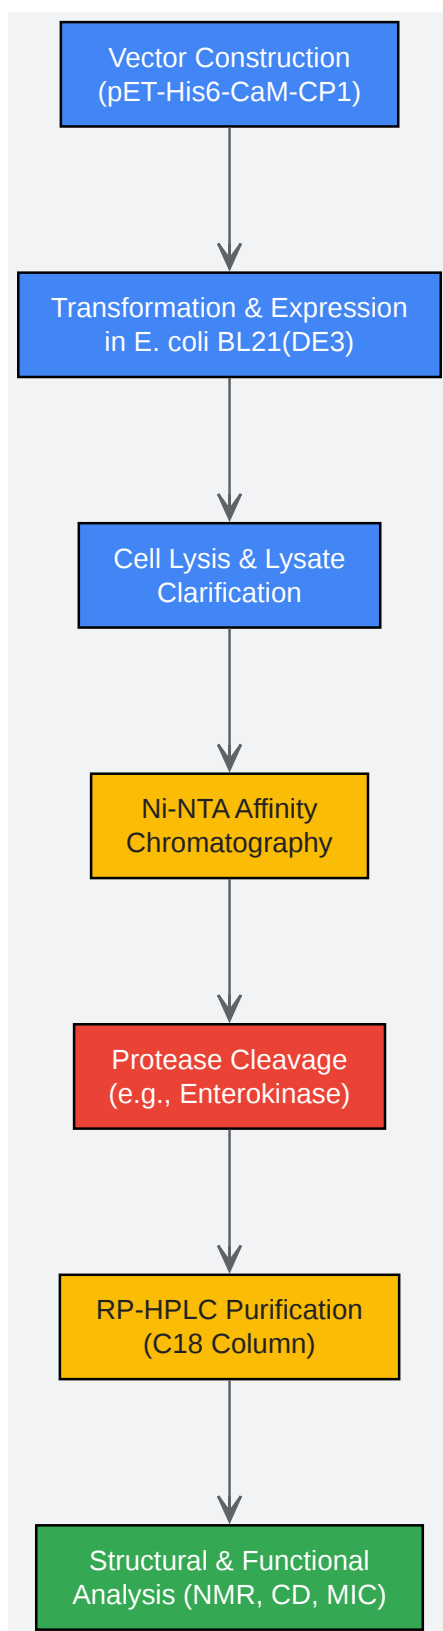 Vector Construction
(pET-His6-CaM-CP1)
Transformation & Expression
in E. coli BL21(DE3)
Cell Lysis & Lysate
Clarification
Ni-NTA Affinity
Chromatography
Protease Cleavage
(e.g., Enterokinase)
RP-HPLC Purification
(C18 Column)
Structural & Functional
Analysis (NMR, CD, MIC)